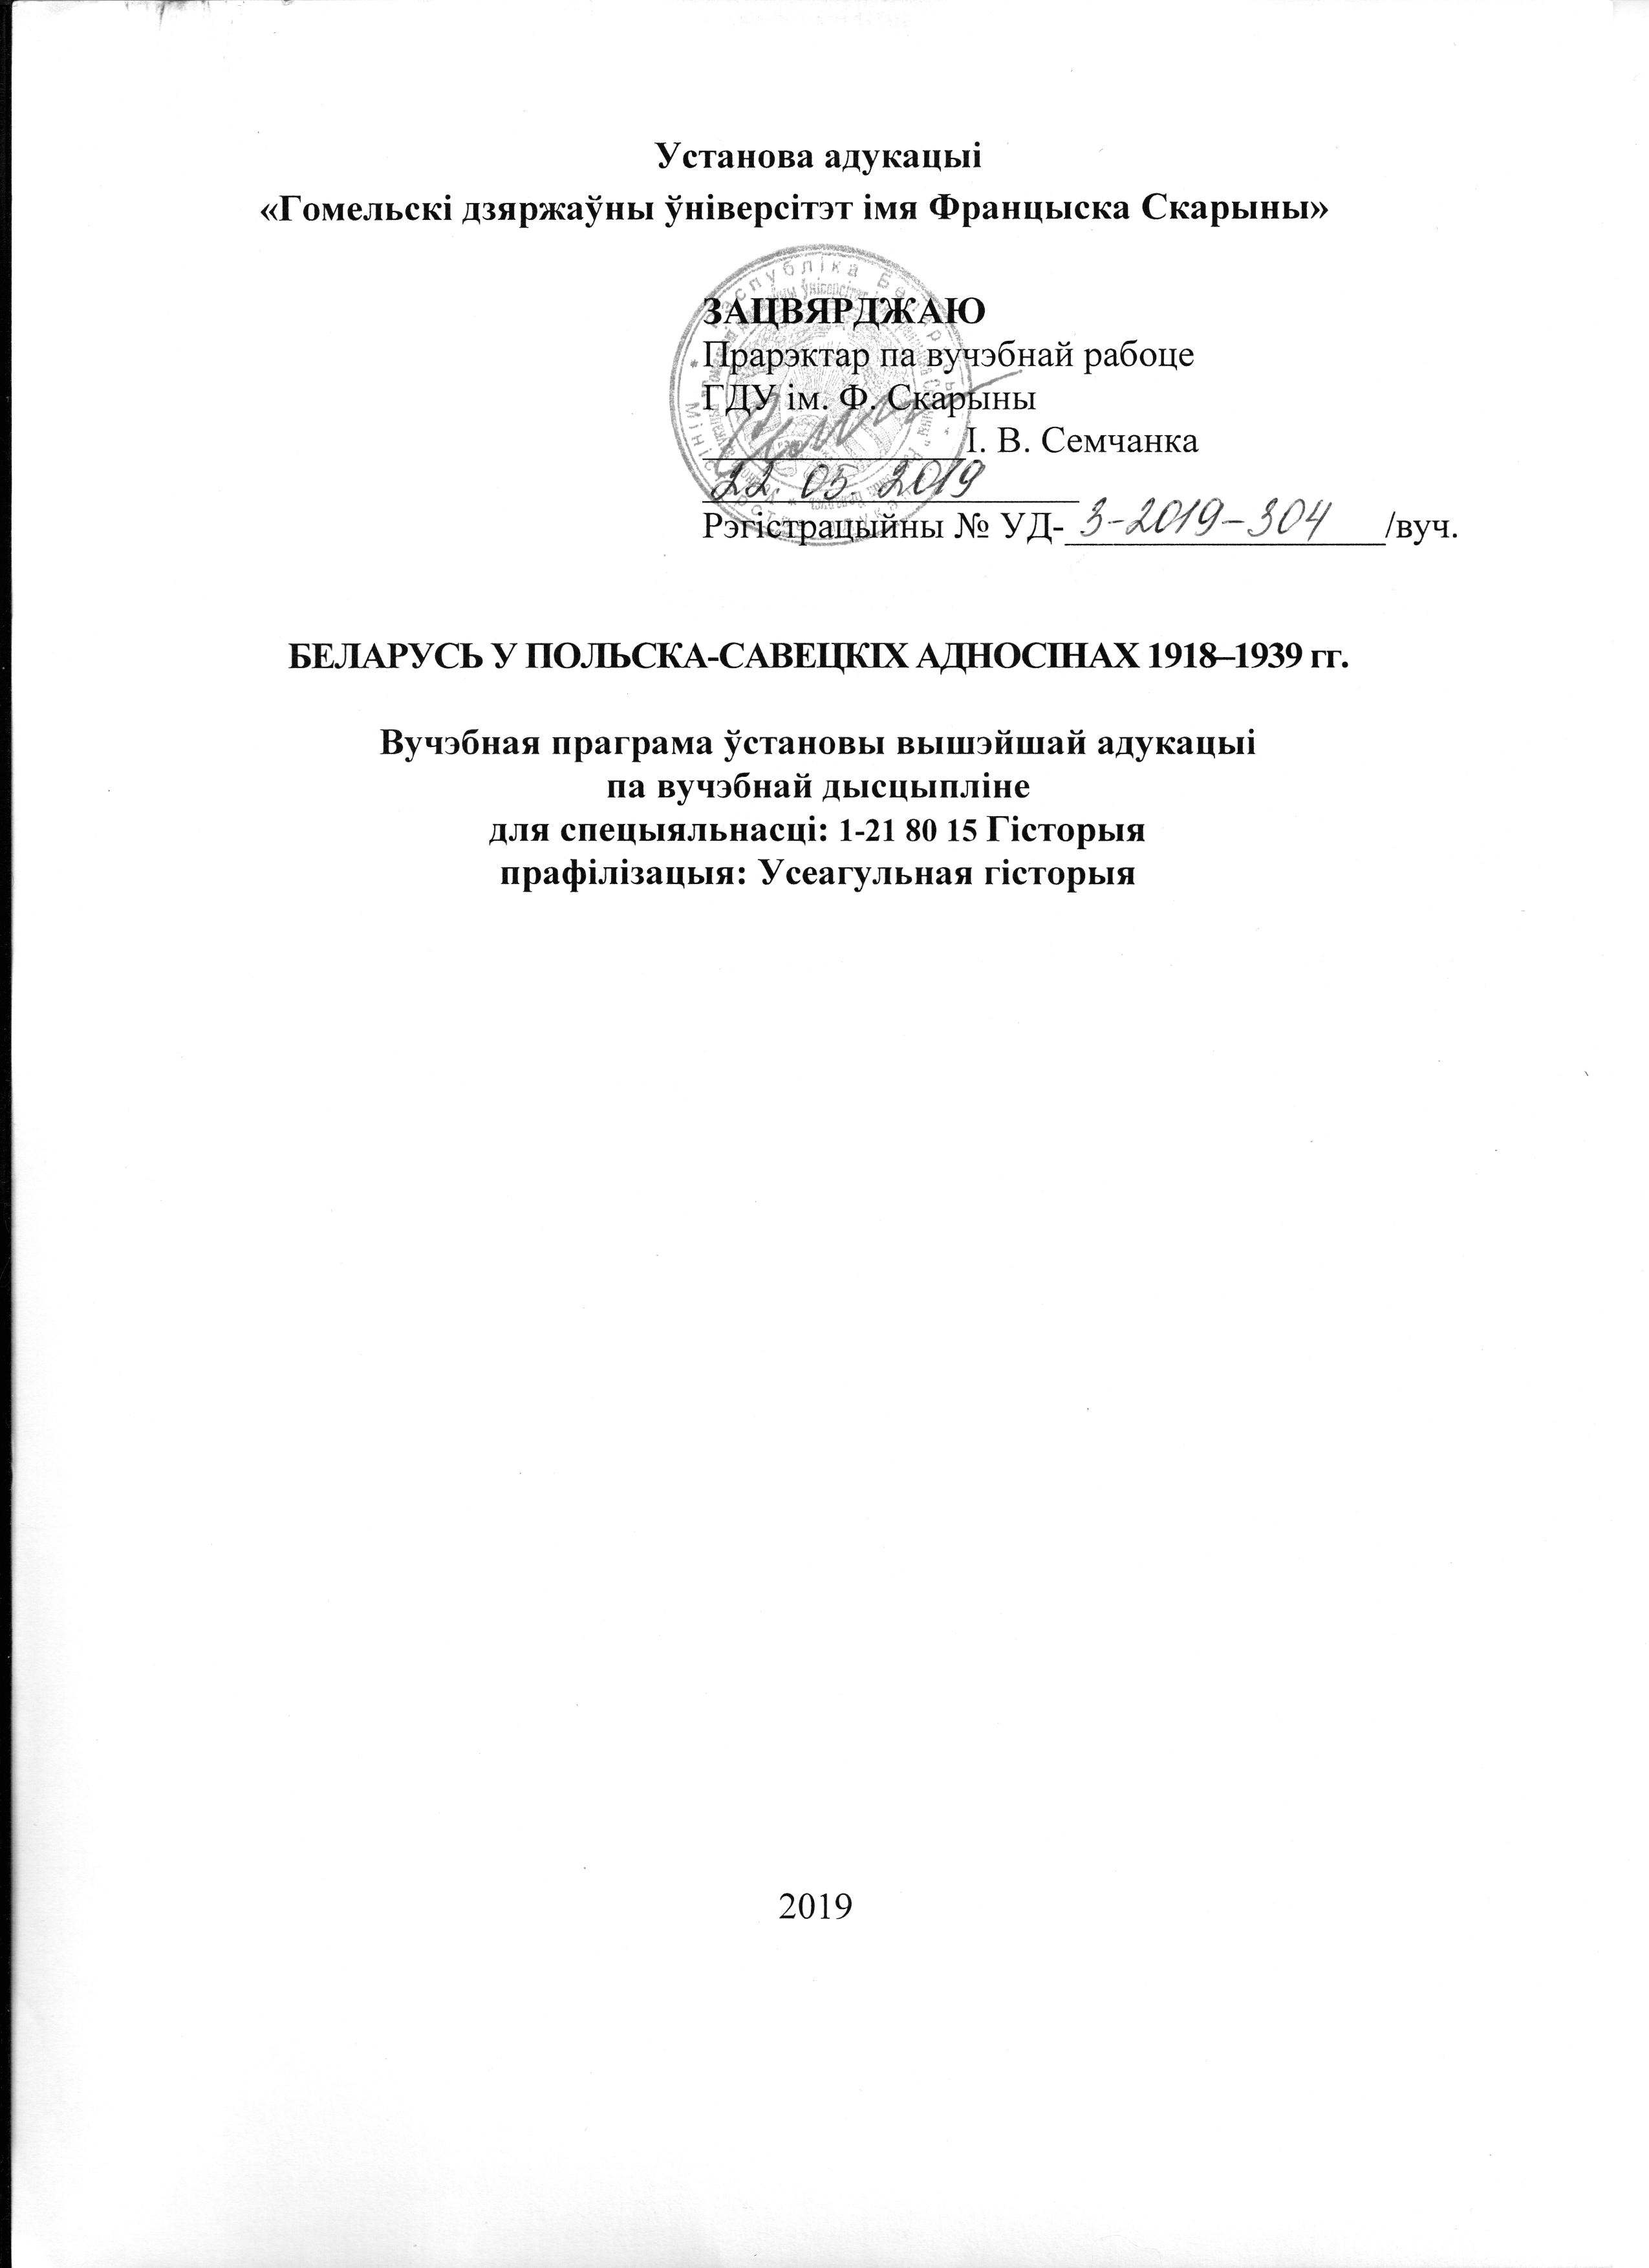 Установа адукацыі
«Гомельскі дзяржаўны ўніверсітэт імя Францыска Скарыны»
ЗАЦВЯРДЖАЮ
Прарэктар па вучэбнай рабоце
ГДУ ім. Ф. Скарыны
І. В. Семчанка
22. 05. 2019
Рэгістрацыйны № УД-3-2019-304/вуч.
БЕЛАРУСЬ У ПОЛЬСКА-САВЕЦКІХ АДНОСІНАХ 1918–1939 гг.
Вучэбная праграма ўстановы вышэйшай адукацыі
па вучэбнай дысцыпліне
для спецыяльнасці: 1-21 80 15 Гісторыя
прафілізацыя: Усеагульная гісторыя
2019